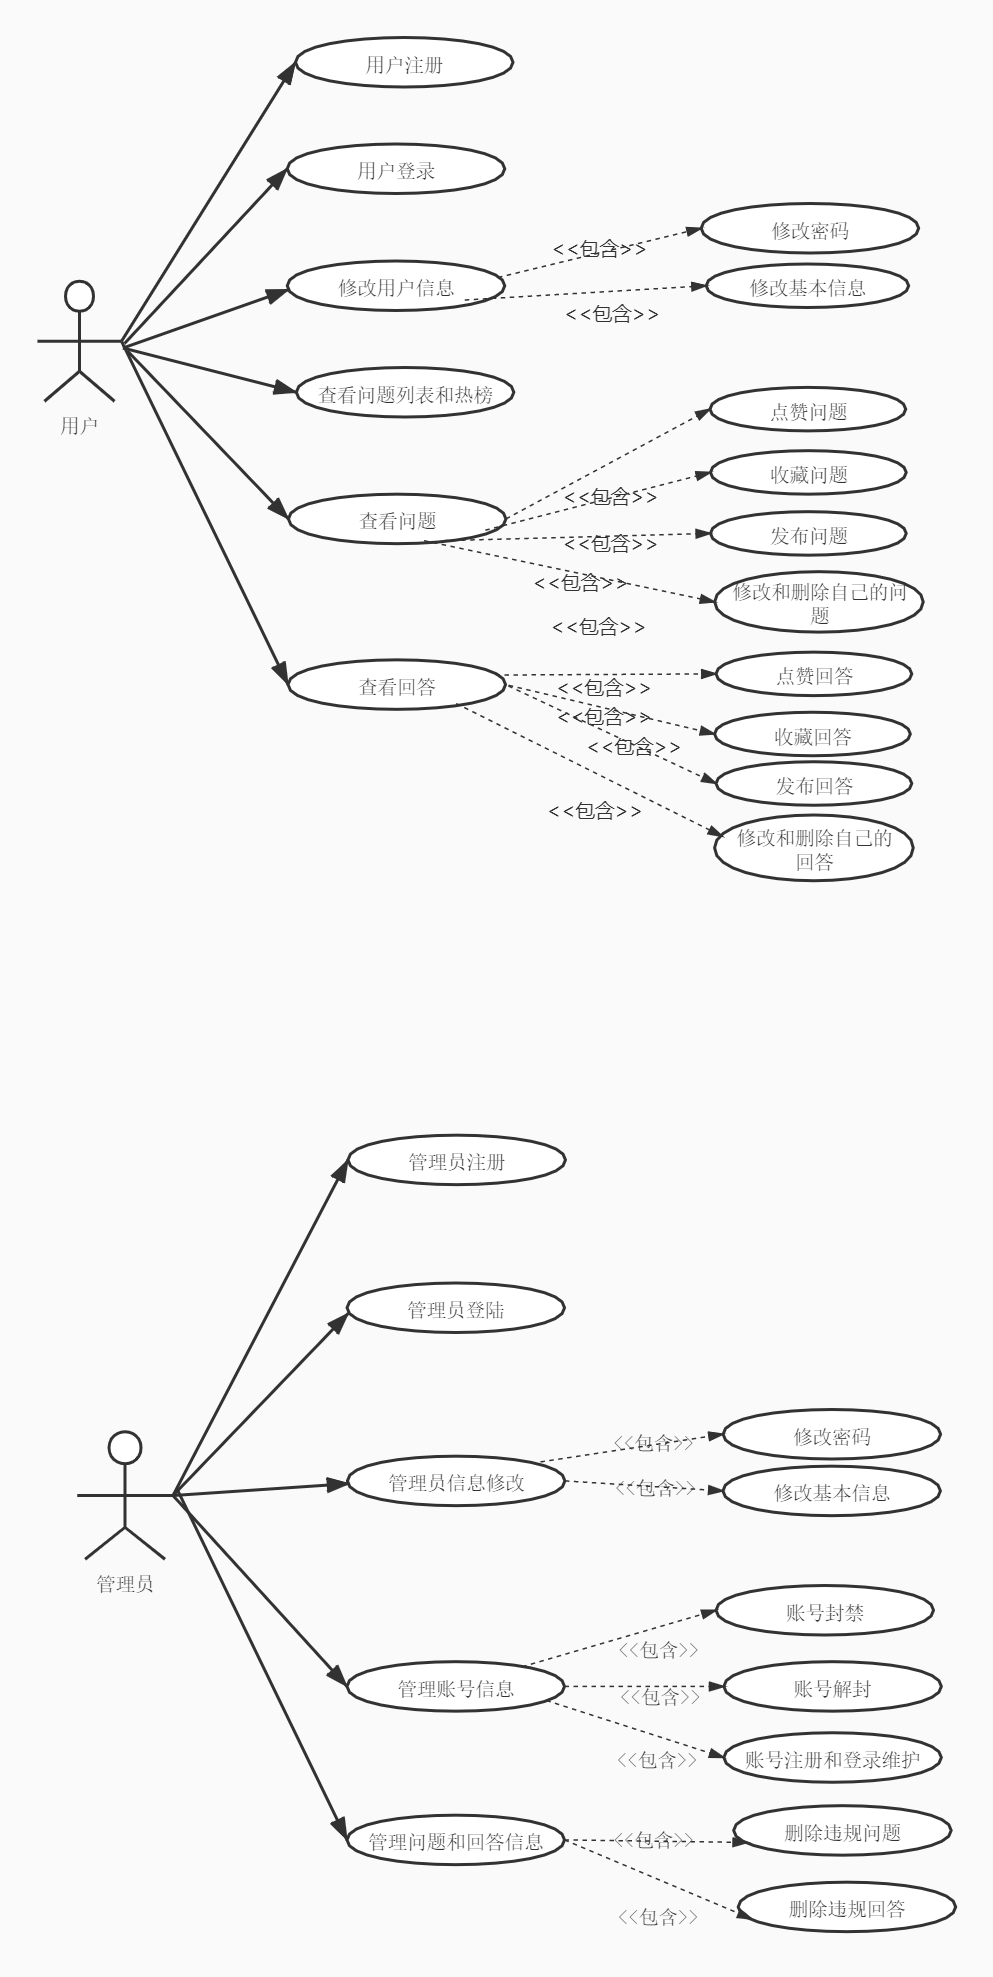 用户注册
用户登录
修改密码
<<包含>>
修改用户信息
修改基本信息
<<包含>>
查看问题列表和热榜
用户
点赞问题
收藏问题
<<包含>>
查看问题
发布问题
<<包含>>
<<包含>>
修改和删除自己的问
题
<<包含>>
点赞回答
查看回答
<<包含>>
<<包含>>
收藏回答
<<包含>>
发布回答
<<包含>>
修改和删除自己的
回答
管理员注册
管理员登陆
修改密码
<<包含>>
管理员信息修改
<<包含>>
修改基本信息
管理员
账号封禁
<<包含>>
管理账号信息
<<包含>>
账号解封
<<包含>>
账号注册和登录维护
删除违规问题
管理问题和回答信息
<<包含>>
删除违规回答
<<包含>>